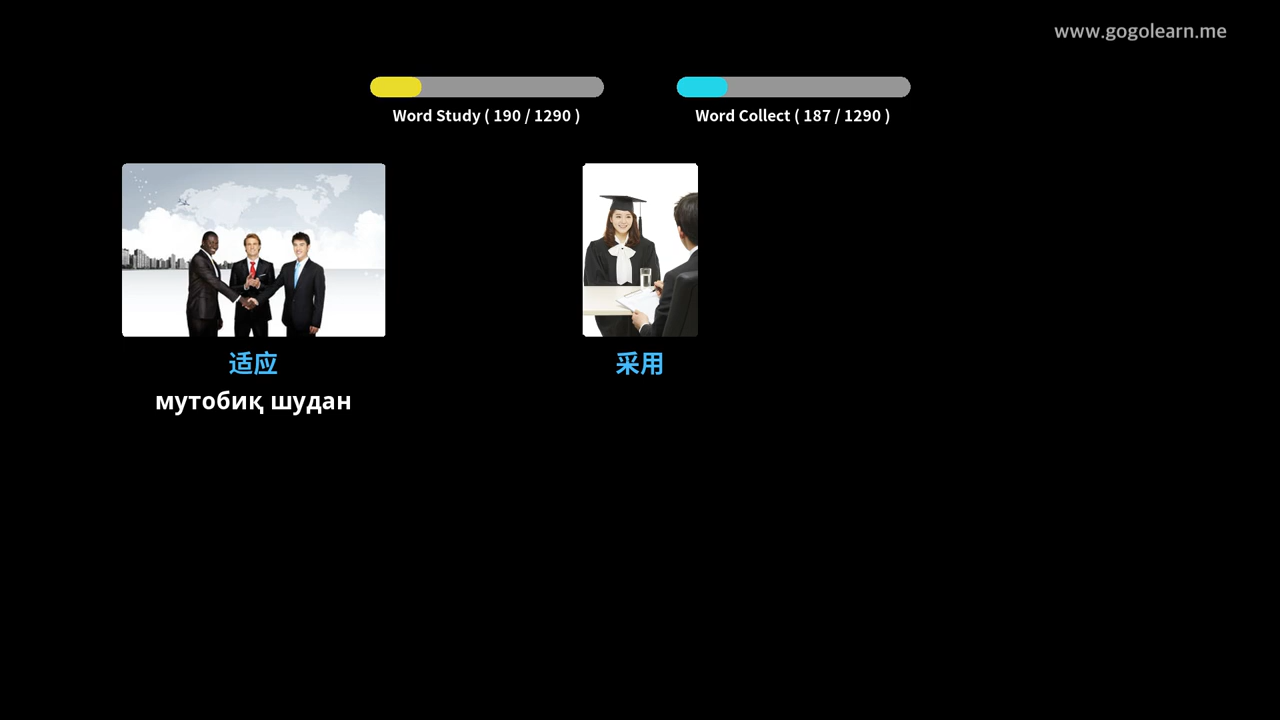 www.gogolearn.me
Word Study ( 190 / 1290 )
Word Collect ( 187 / 1290 )
适应
采用
мутобиқ шудан